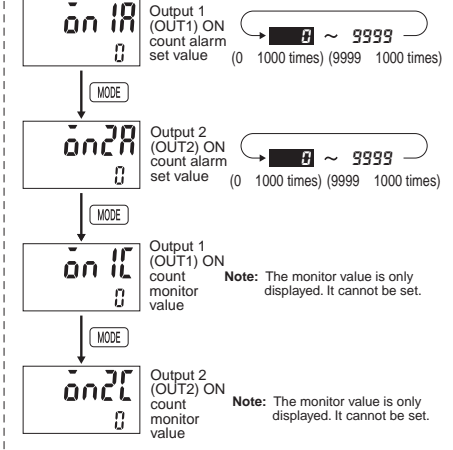 on 1A
0
Output 1
(OUT1) ON
count alarm
set value
0 ~ 9999
(0 1000 times) (9999 1000 times)
MODE
on2A
0
Output 2
(OUT2) ON
count alarm
set value
0 ~ 9999
(0 1000 times) (9999 1000 times)
MODE
on 1C
0
Output 1
(OUT1) ON
count
monitor
value
Note: The monitor value is only
displayed. It cannot be set.
MODE
on2C
0
Output 2
(OUT2) ON
count
monitor
value
Note: The monitor value is only
displayed. It cannot be set.